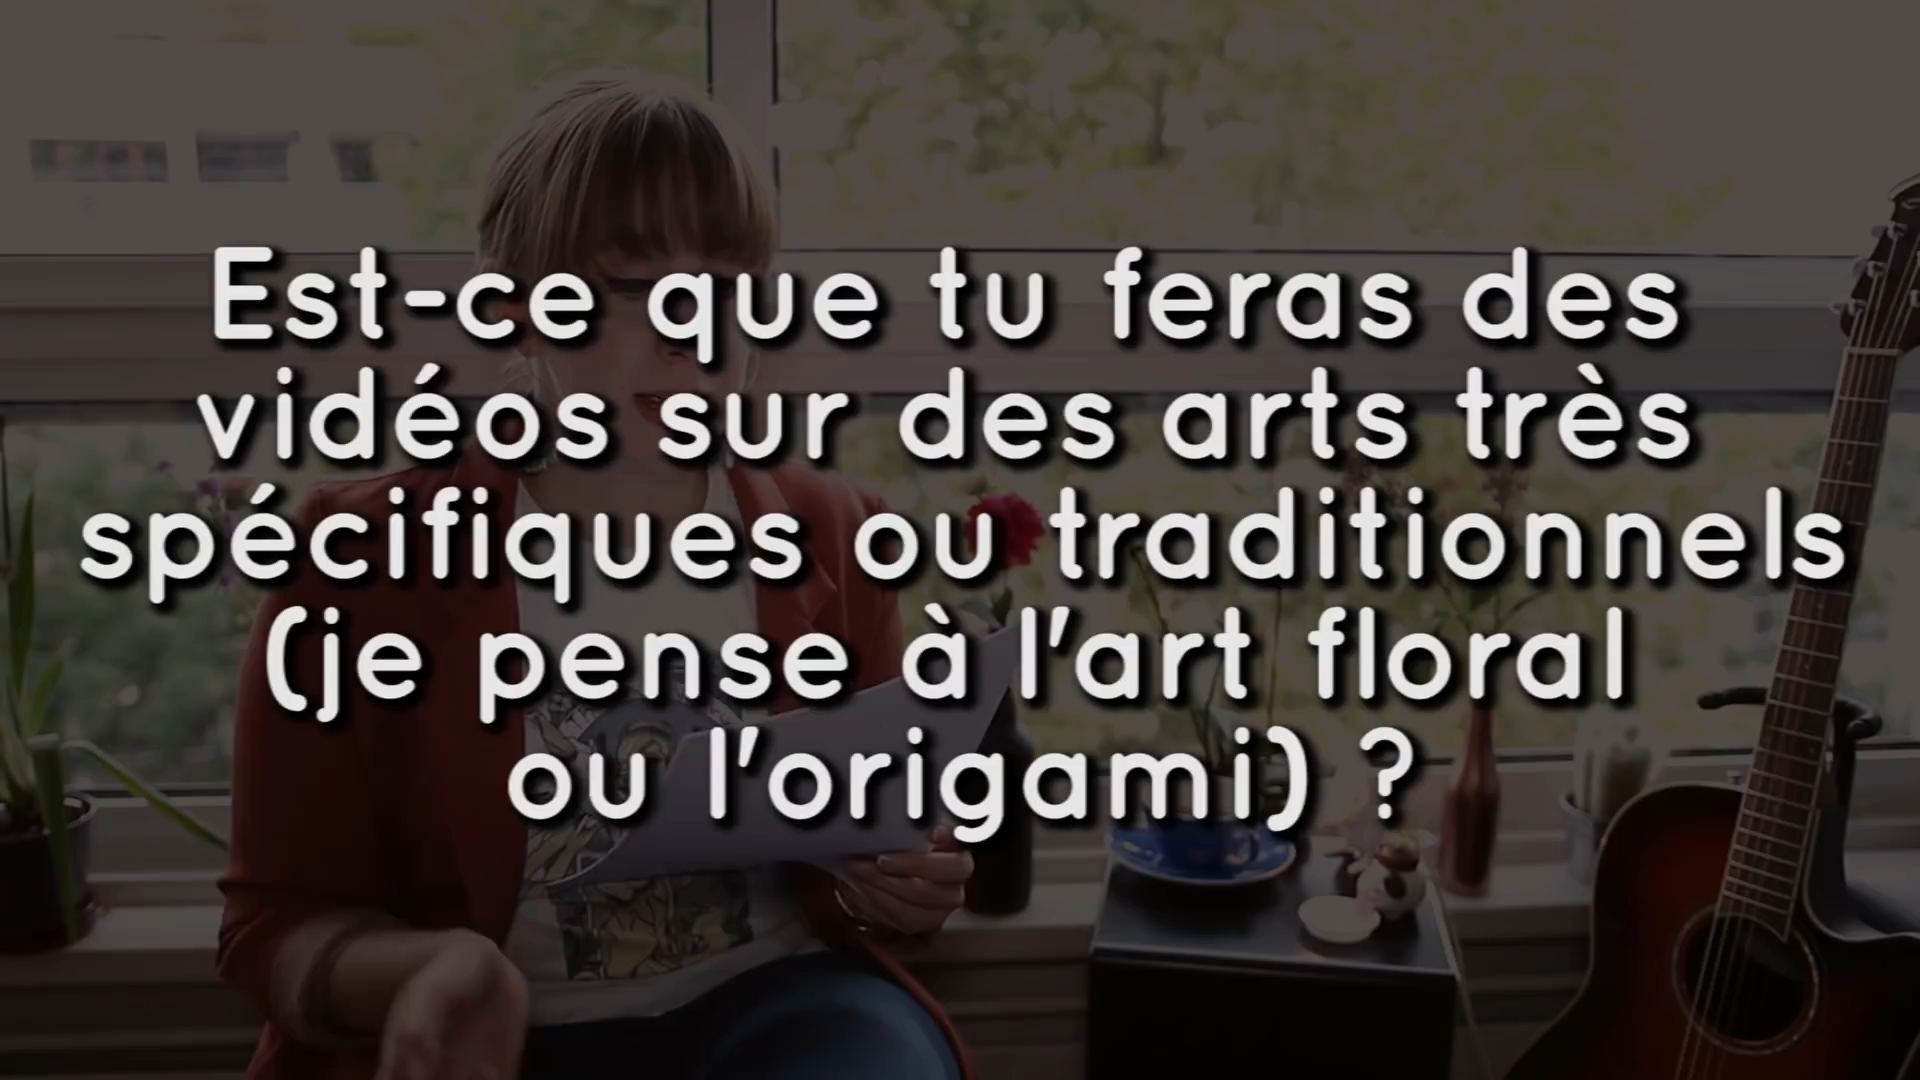 Est-ce que tu feras des
vidéos sur des arts très
spécifiques ou traditionnels
(je pense à l'art floral
ou l'origami) ?